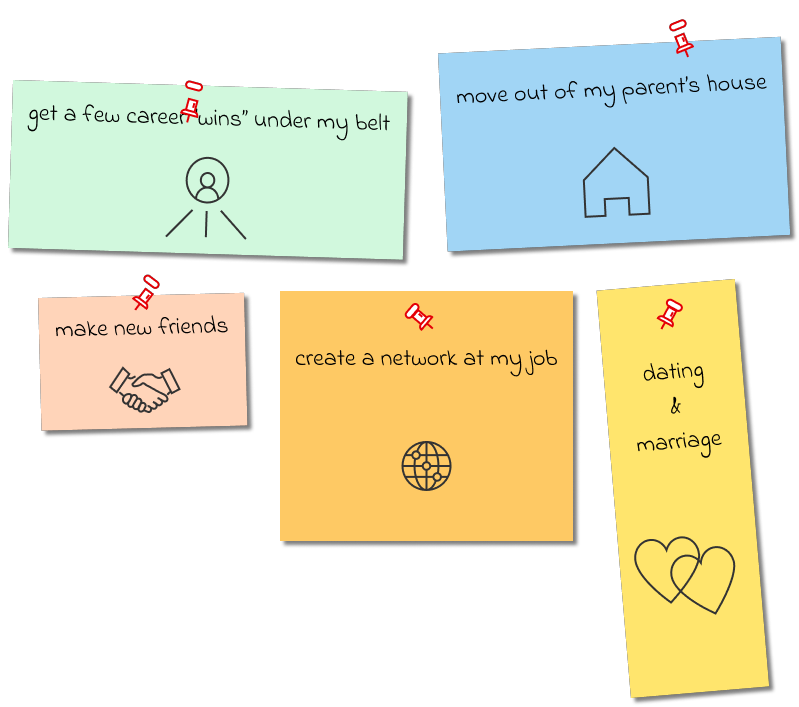 get a few career "wins” under my belt
move out of my parent's house
make new friends
create a network at my job
dating
&
marriage